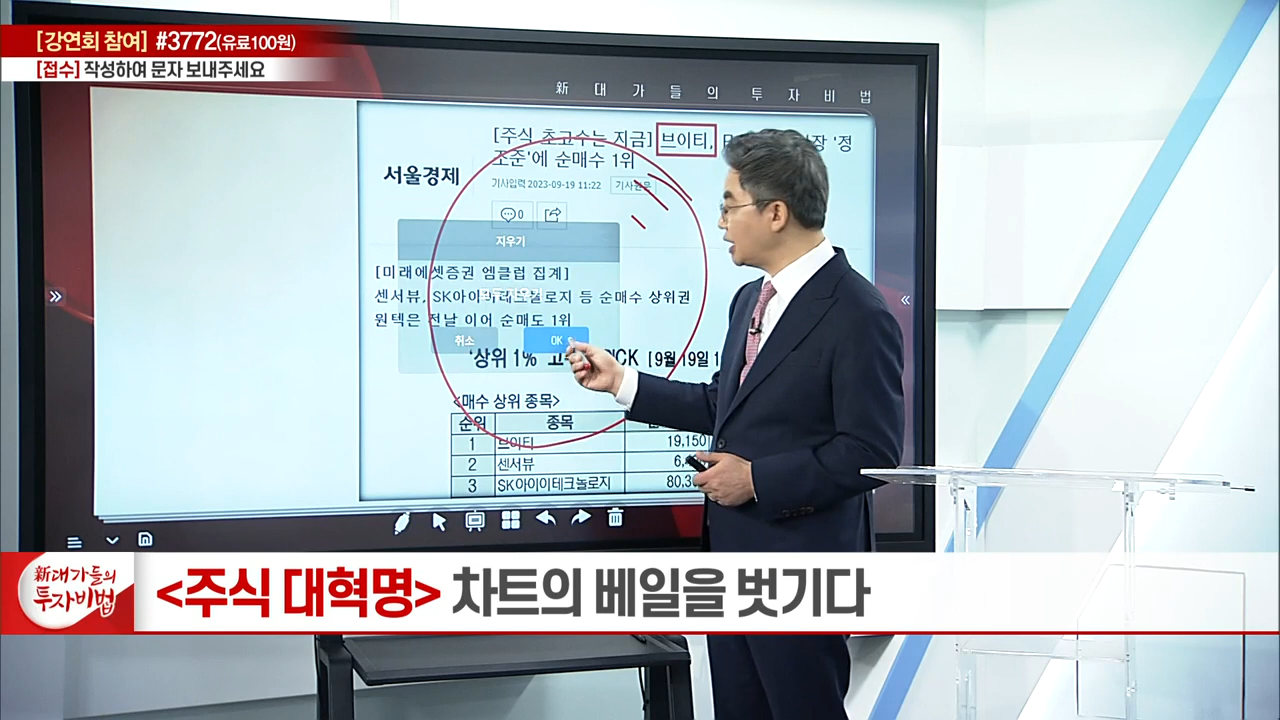 [강연회 참여] #3772(유료100원)
[접수] 작성하여 문자 보내주세요
新 대 가 들 의 투 자 비 법
[주식 초고수는 지금] 브이티, 장 '정
조준'에 순매수 1위
서울경제
기사입력 2023-09-19 11:22 기사원문
0
지우기
[미래에셋증권 엠클럽 집계]
센서뷰, SK아이이테크놀로지 등 순매수 상위권
원텍은 전날 이어 순매도 1위
취소 OK
'상위 1% [9월 19일
<매수 상위 종목>
순위 종목
1 브이티 19,150
2 센서뷰
3 SK아이이테크놀로지
新대가들의
투자비법
<주식 대혁명> 차트의 베일을 벗기다